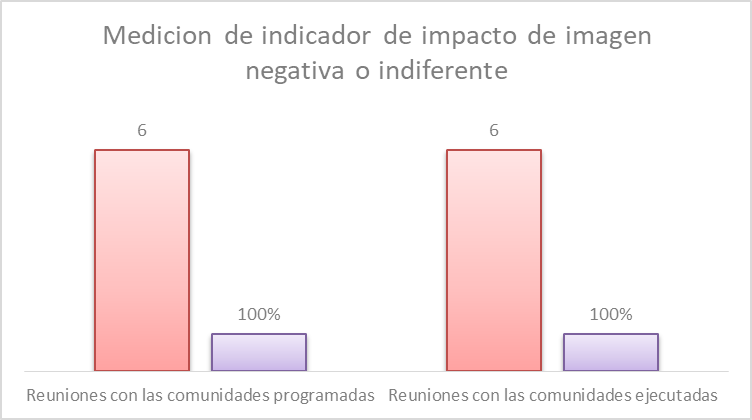 Medicion de indicador de impacto de imagen
negativa o indiferente
6
6
100%
100%
Reuniones con las comunidades programadas
Reuniones con las comunidades ejecutadas